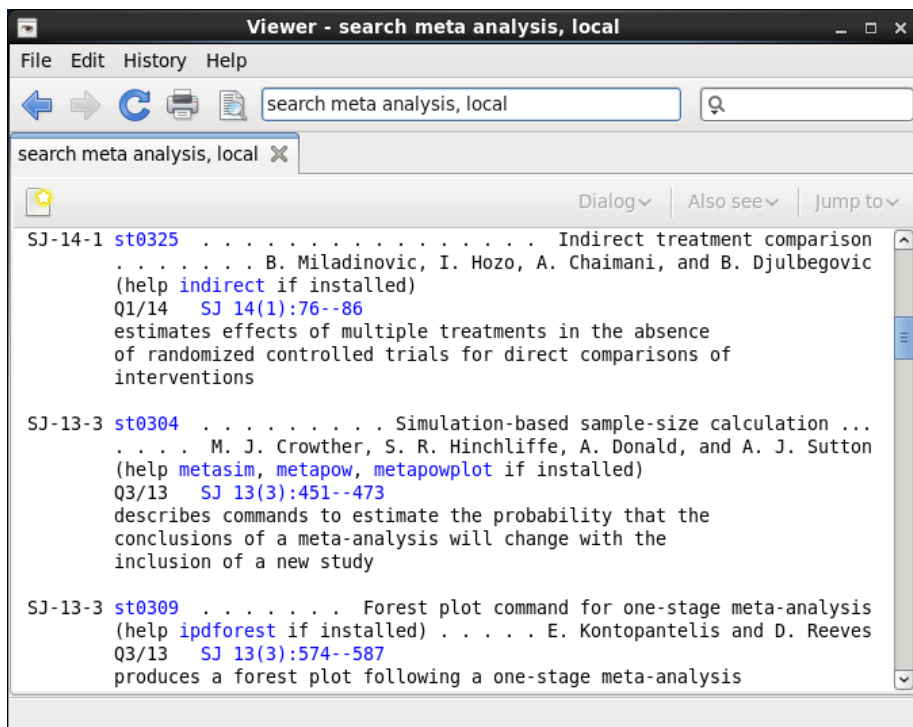 Viewer - search meta analysis, local
File Edit History Help
search meta analysis, local
search meta analysis, local
Dialog Also see Jump to
SJ-14-1 st0325 . . . . . . . . . . . . . . . . Indirect treatment comparison
. . . . . . . B. Miladinovic, I. Hozo, A. Chaimani, and B. Djulbegovic
(help indirect if installed)
Q1/14 SJ 14(1):76--86
estimates effects of multiple treatments in the absence
of randomized controlled trials for direct comparisons of
interventions
SJ-13-3 st0304 . . . . . . . . . . Simulation-based sample-size calculation ...
. . . . M. J. Crowther, S. R. Hinchliffe, A. Donald, and A. J. Sutton
(help metasim, metapow, metapowplot if installed)
Q3/13 SJ 13(3):451--473
describes commands to estimate the probability that the
conclusions of a meta-analysis will change with the
inclusion of a new study
SJ-13-3 st0309 . . . . . . . Forest plot command for one-stage meta-analysis
(help ipdforest if installed) . . . . . E. Kontopantelis and D. Reeves
Q3/13 SJ 13(3):574--587
produces a forest plot following a one-stage meta-analysis